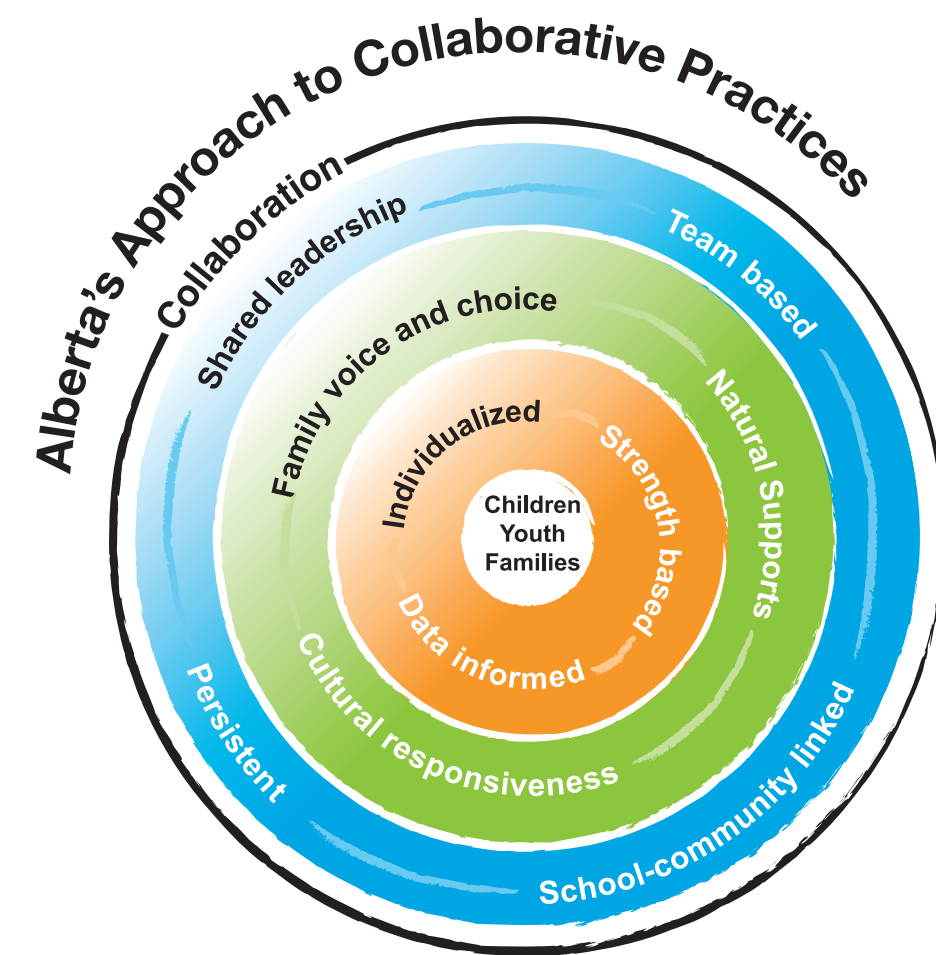 Alberta's Approach to Collaborative Practices
Collaboration
Shared leadership
Team based
School-community linked
Persistent
Family voice and choice
Natural Supports
Cultural responsiveness
Individualized
Strength based
Data informed
Children
Youth
Families